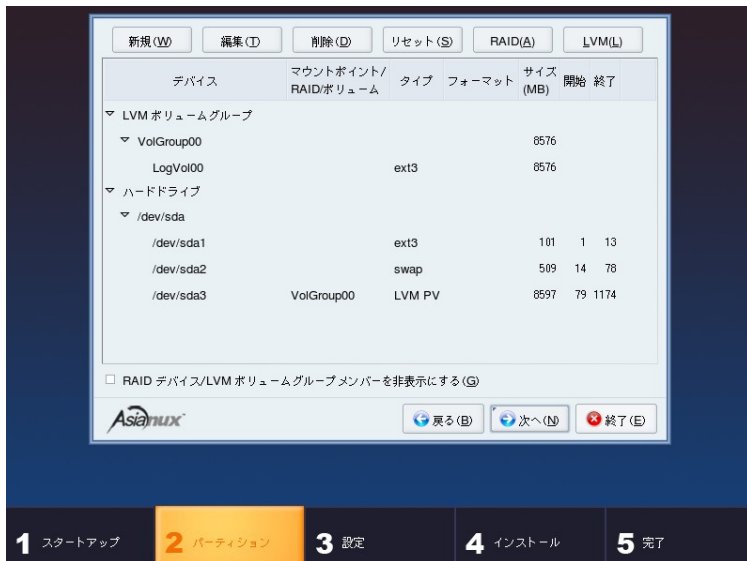 新規(W) 編集(T) 削除(D) リセット(S) RAID(A) LVM(L)
デバイス マウントポイント/ RAID/ボリューム タイプ フォーマット サイズ (MB) 開始 終了
LVM ボリュームグループ
VolGroup00 8576
LogVol00 ext3 8576
ハードドライブ
/dev/sda
/dev/sda1 ext3 101 1 13
/dev/sda2 swap 509 14 78
/dev/sda3 VolGroup00 LVM PV 8597 79 1174
RAID デバイス/LVM ボリュームグループメンバーを非表示にする(G)
Asianux 戻る(B) 次へ(N) 終了(E)
1 スタートアップ 2 パーティション 3 設定 4 インストール 5 完了